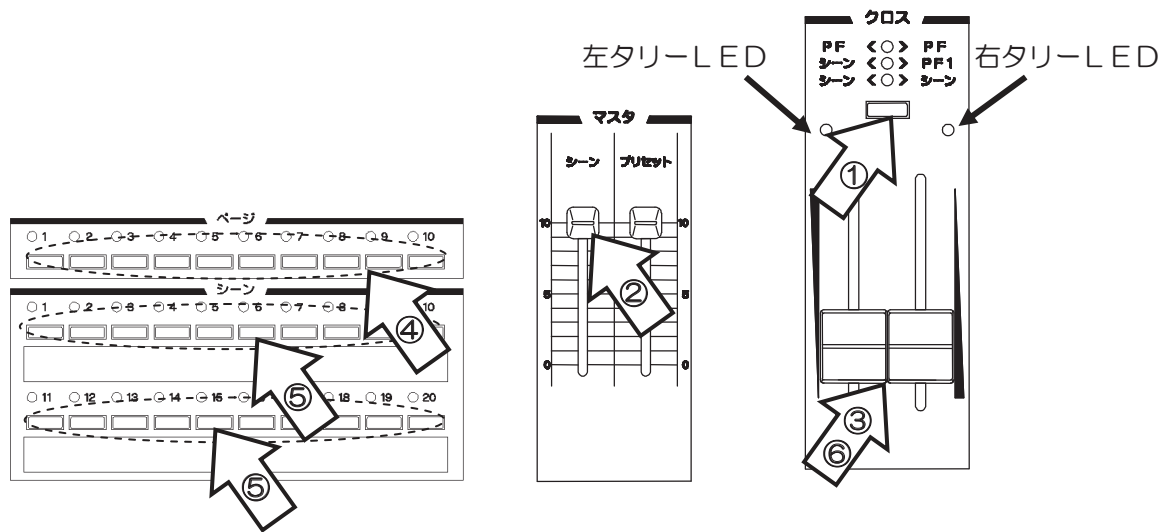 ページ
1 2 3 4 5 6 7 8 9 10
シーン
1 2 3 4 5 6 7 8 10
④
11 12 13 14 15 18 19 20
⑤
⑤
マスタ
シーン プリセット
10 10
5 5
0 0
②
クロス
PF < > PF
シーン < > PF1
シーン < > シーン
左タリーLED
右タリーLED
①
③
⑥